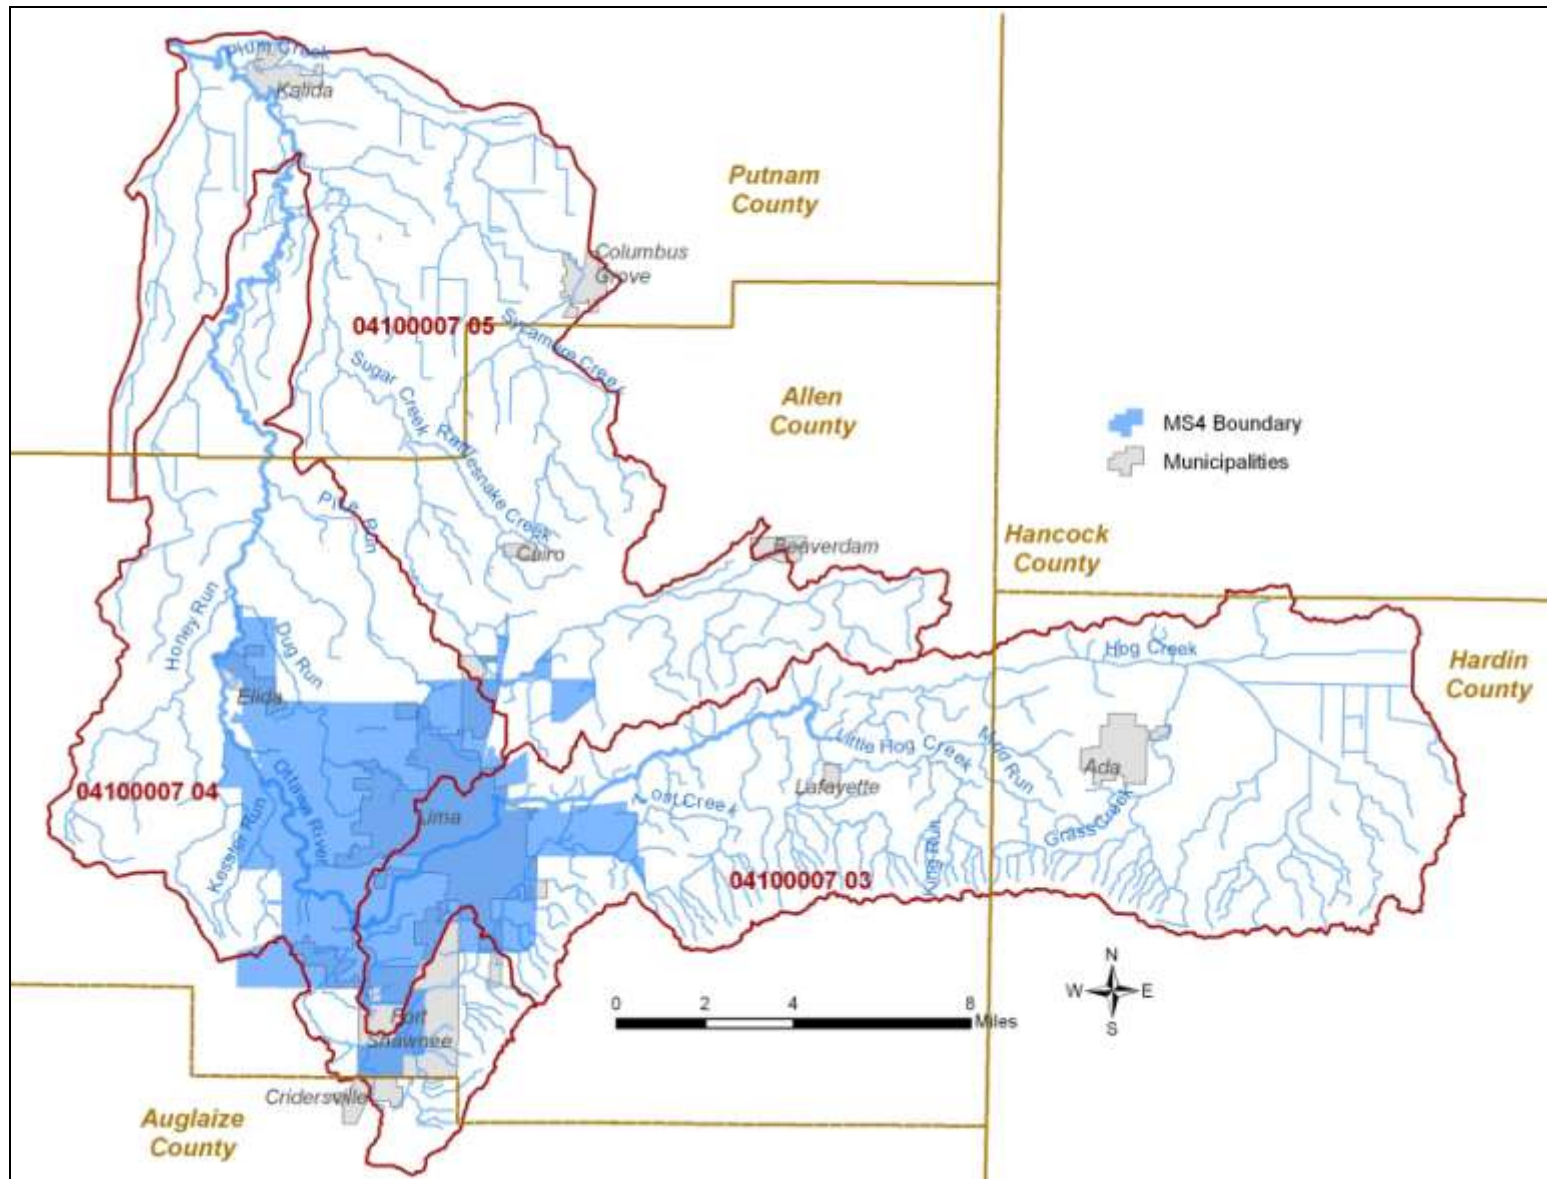 Plum Creek
Kalida
Putnam
County
Columbus
Grove
04100007 05
Sycamore Creek
Sugar Creek
Allen
County
MS4 Boundary
Municipalities
Rattlesnake Creek
Pike Run
Cairo
Beaverdam
Hancock
County
Honey Run
Dug Run
Elida
Hog Creek
Hardin
County
Little Hog Creek
Mud Run
Ada
Lafayette
Lost Creek
Grass Creek
04100007 04
Ottawa River
Lima
Kessler Run
King Run
04100007 03
N
W E
S
0 2 4 8
Miles
Fort
Shawnee
Cridersville
Auglaize
County